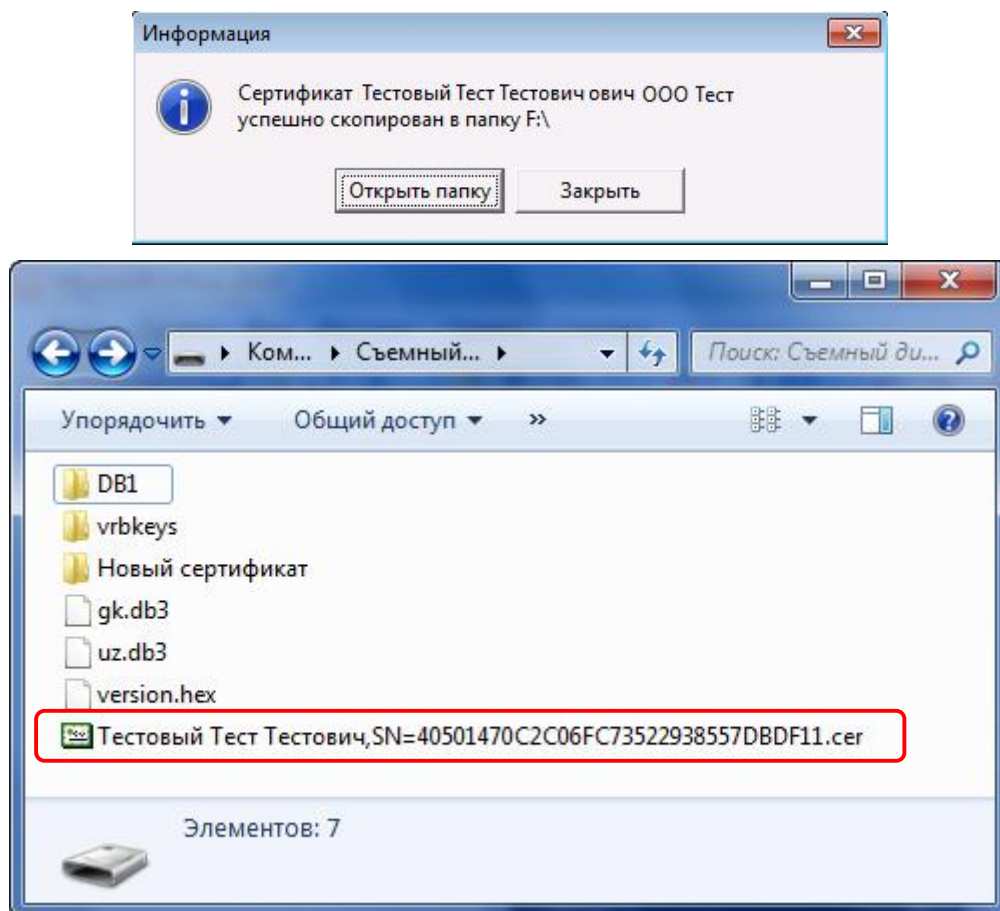 Информация
Сертификат Тестовый Тест Тестович ович ООО Тест
успешно скопирован в папку F:\
Открыть папку Закрыть
Ком... Съемный... Поиск: Съемный ди...
Упорядочить Общий доступ »
DB1
vrbkeys
Новый сертификат
gk.db3
uz.db3
version.hex
Тестовый Тест Тестович,SN=40501470C2C06FC73522938557DBDF11.cer
Элементов: 7